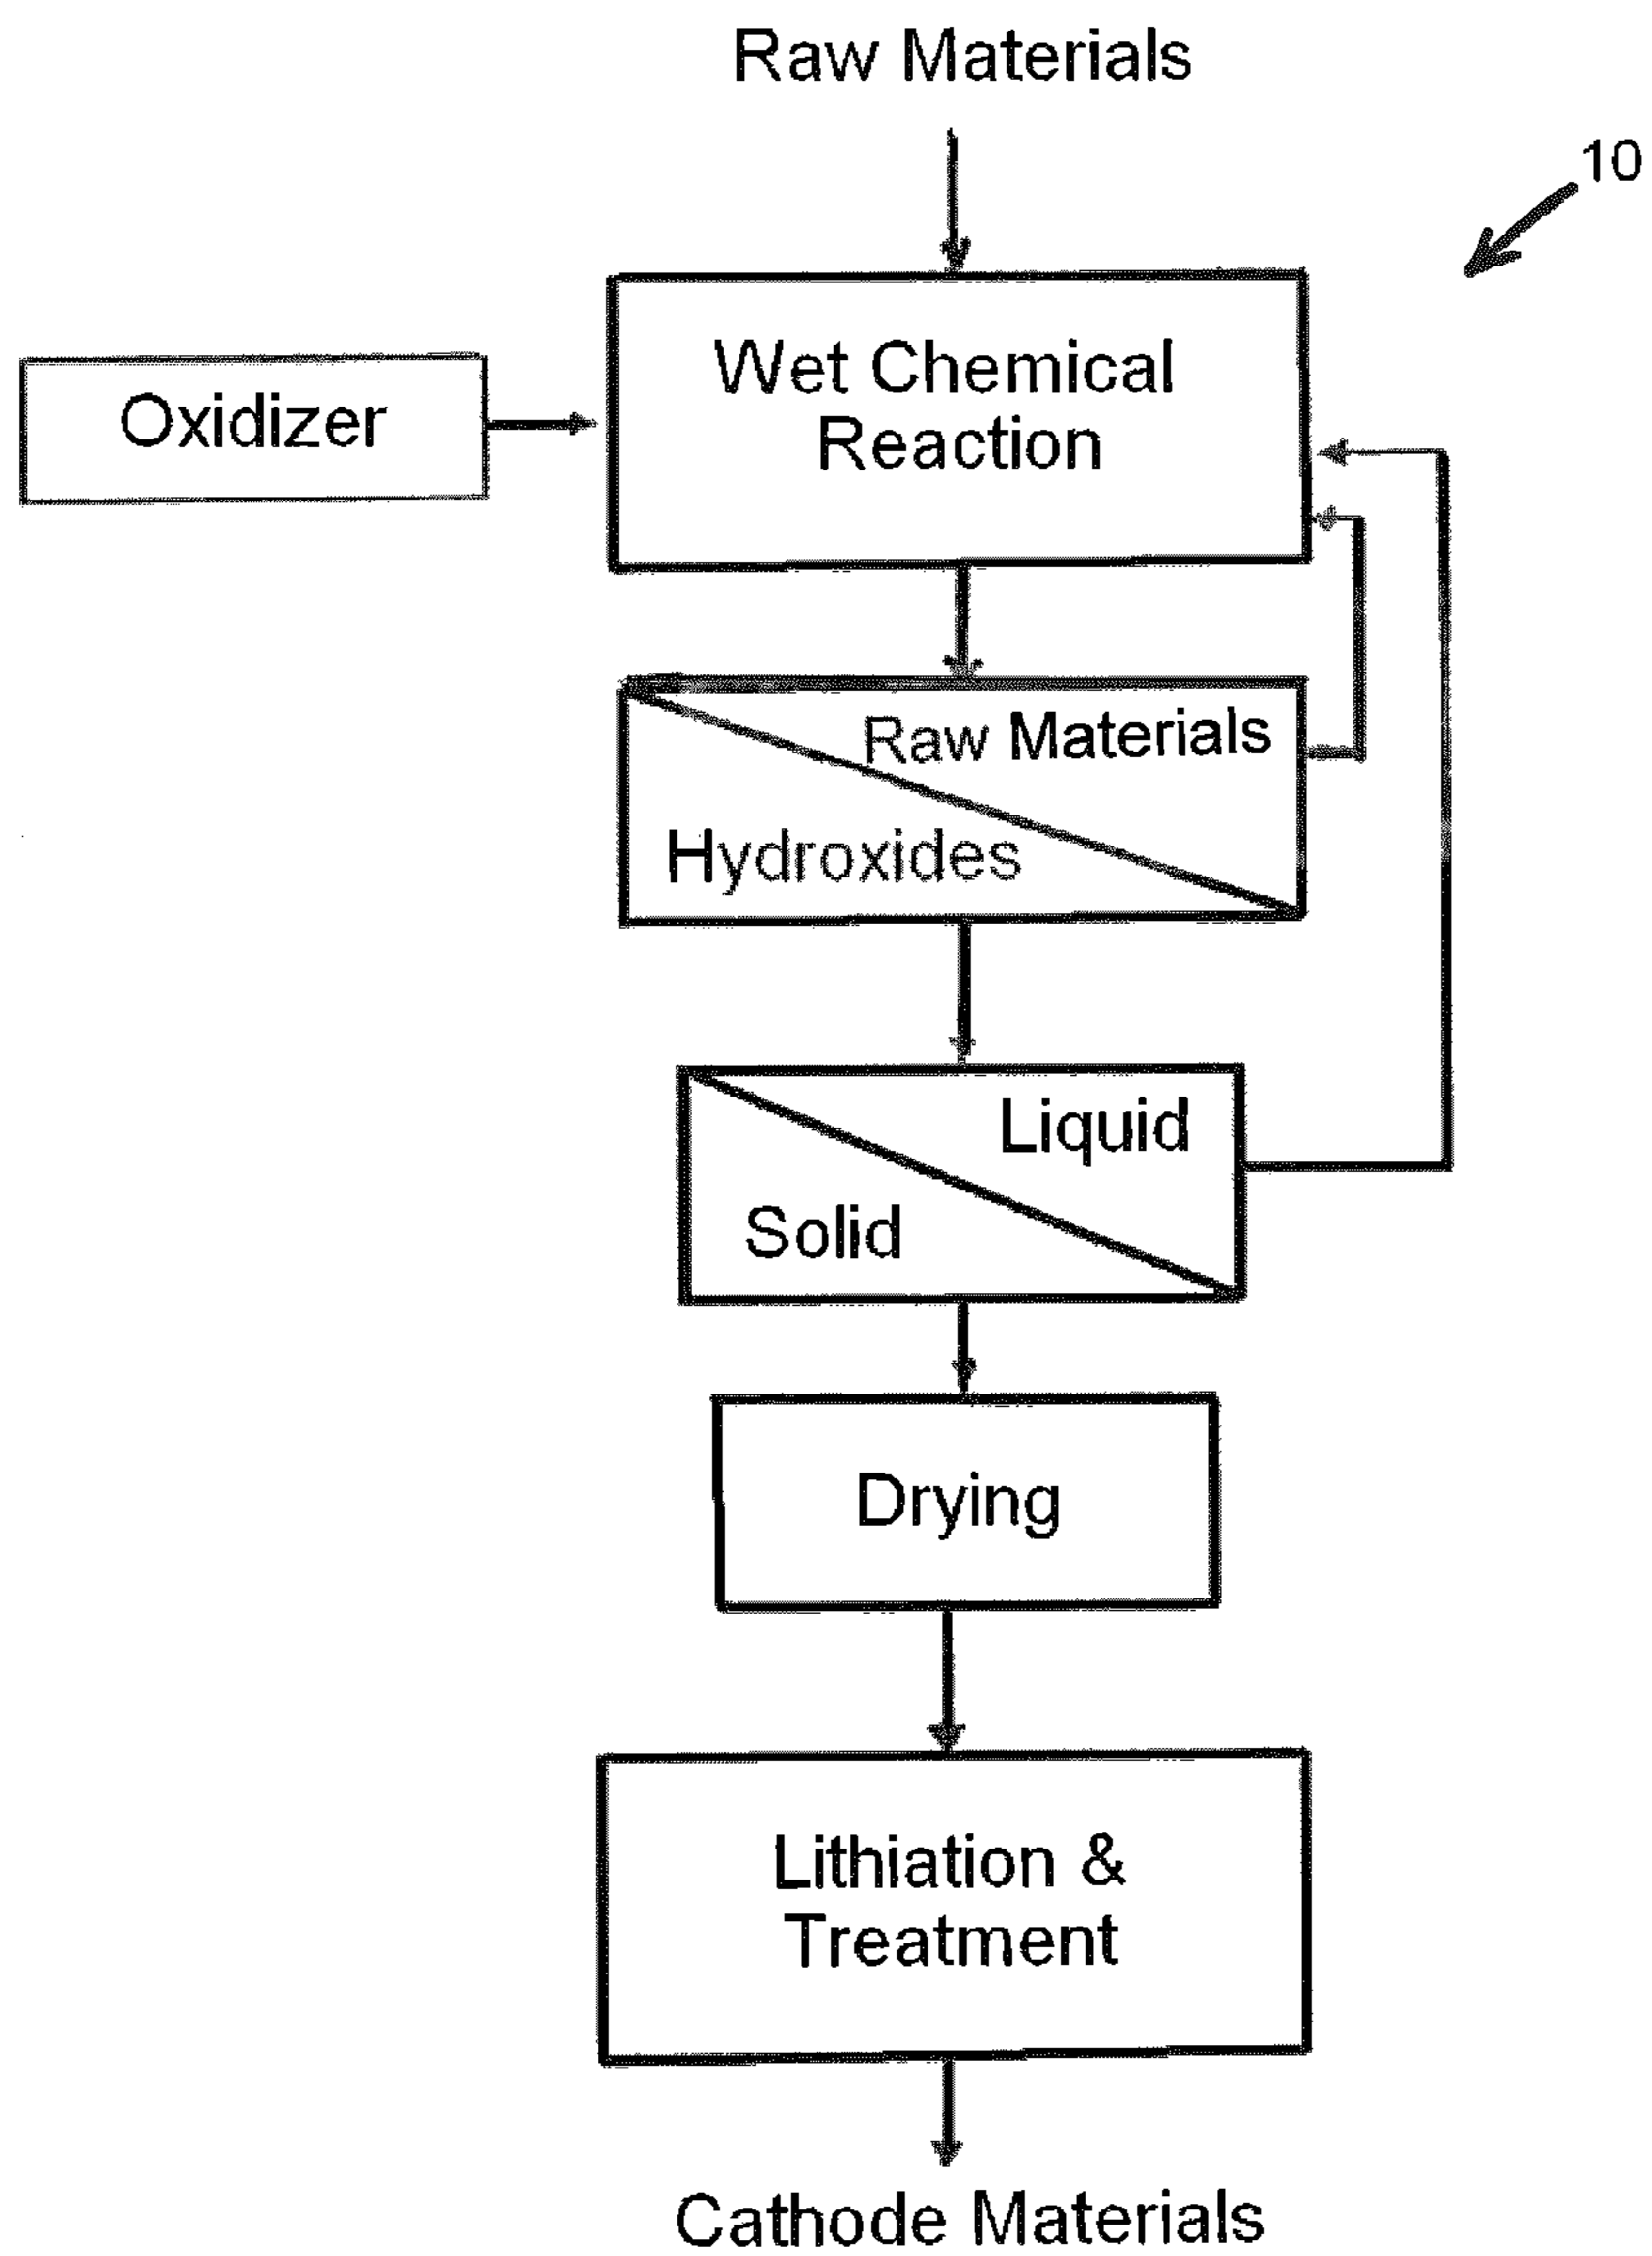 Raw Materials
10
Oxidizer
Wet Chemical
Reaction
Raw Materials
Hydroxides
Liquid
Solid
Drying
Lithiation &
Treatment
Cathode Materials